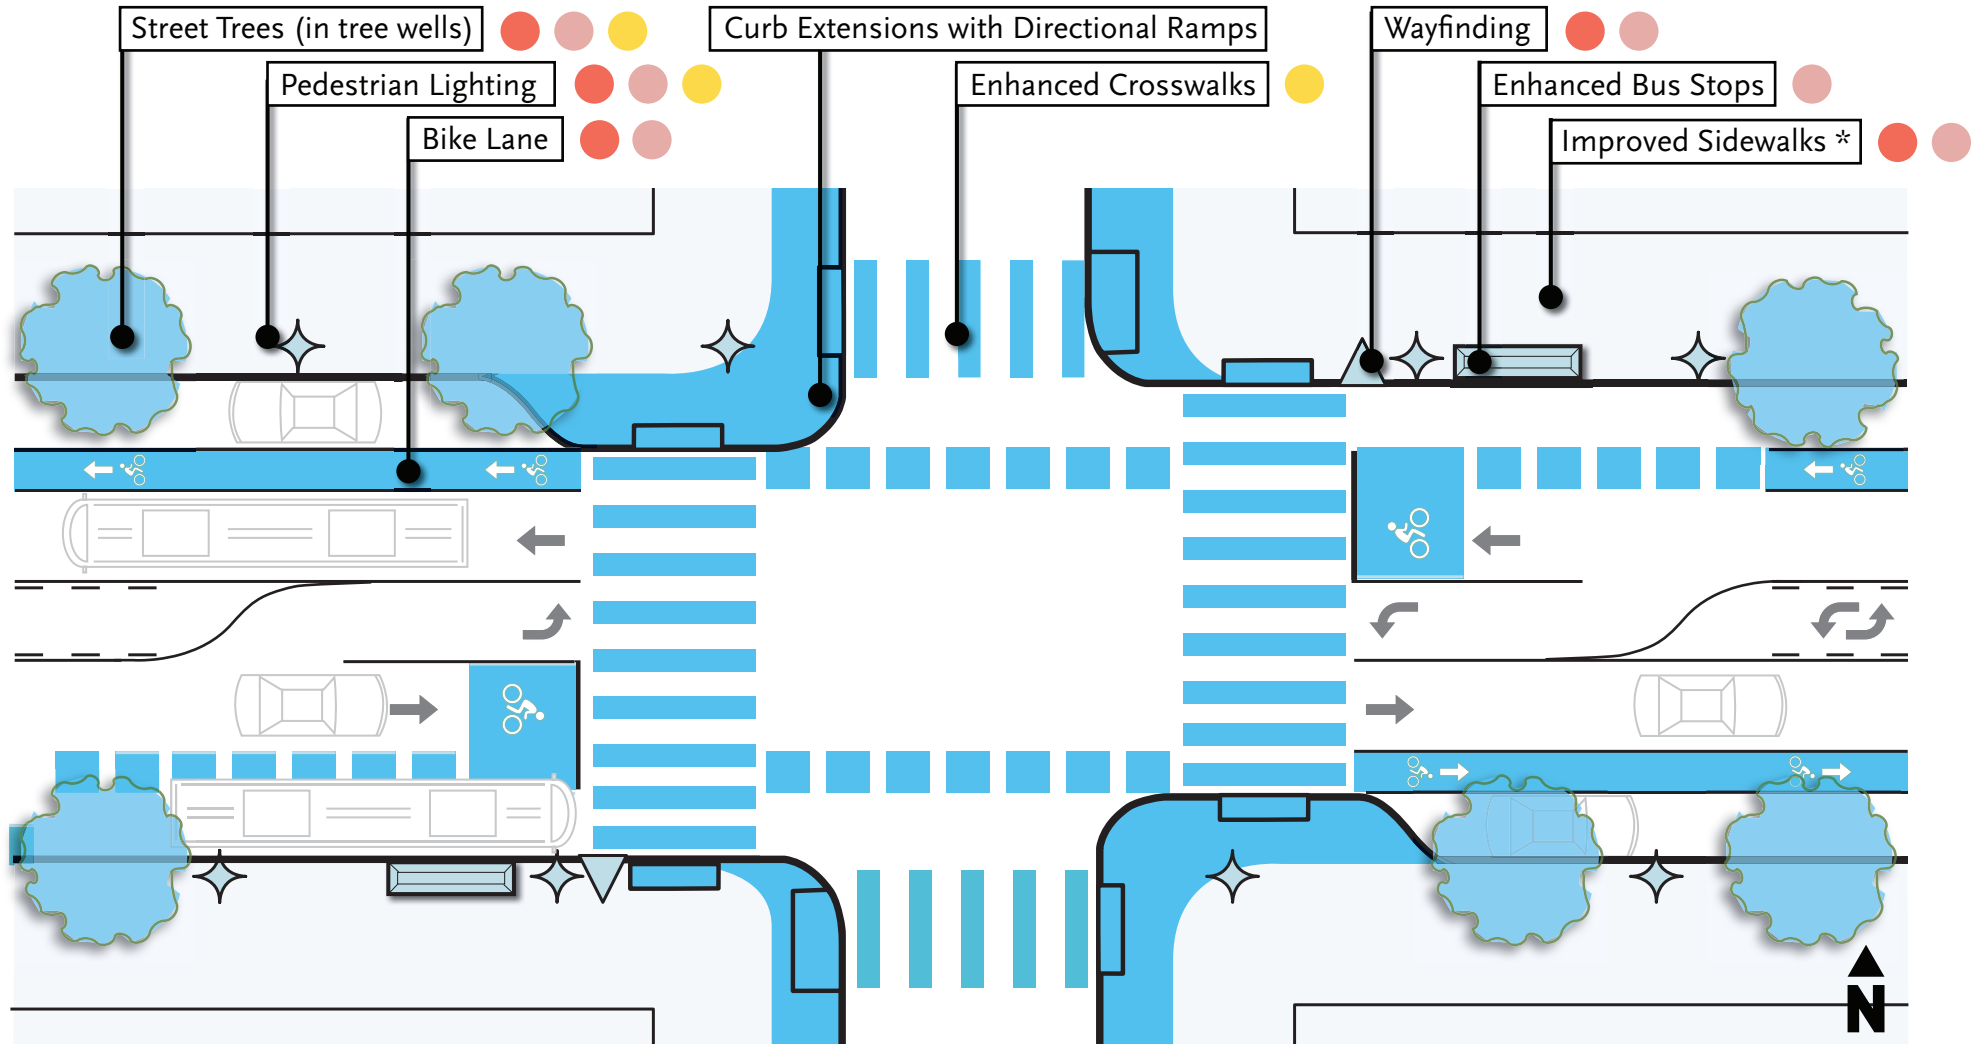 Street Trees (in tree wells)
Curb Extensions with Directional Ramps
Wayfinding
Pedestrian Lighting
Enhanced Crosswalks
Enhanced Bus Stops
Bike Lane
Improved Sidewalks *
N